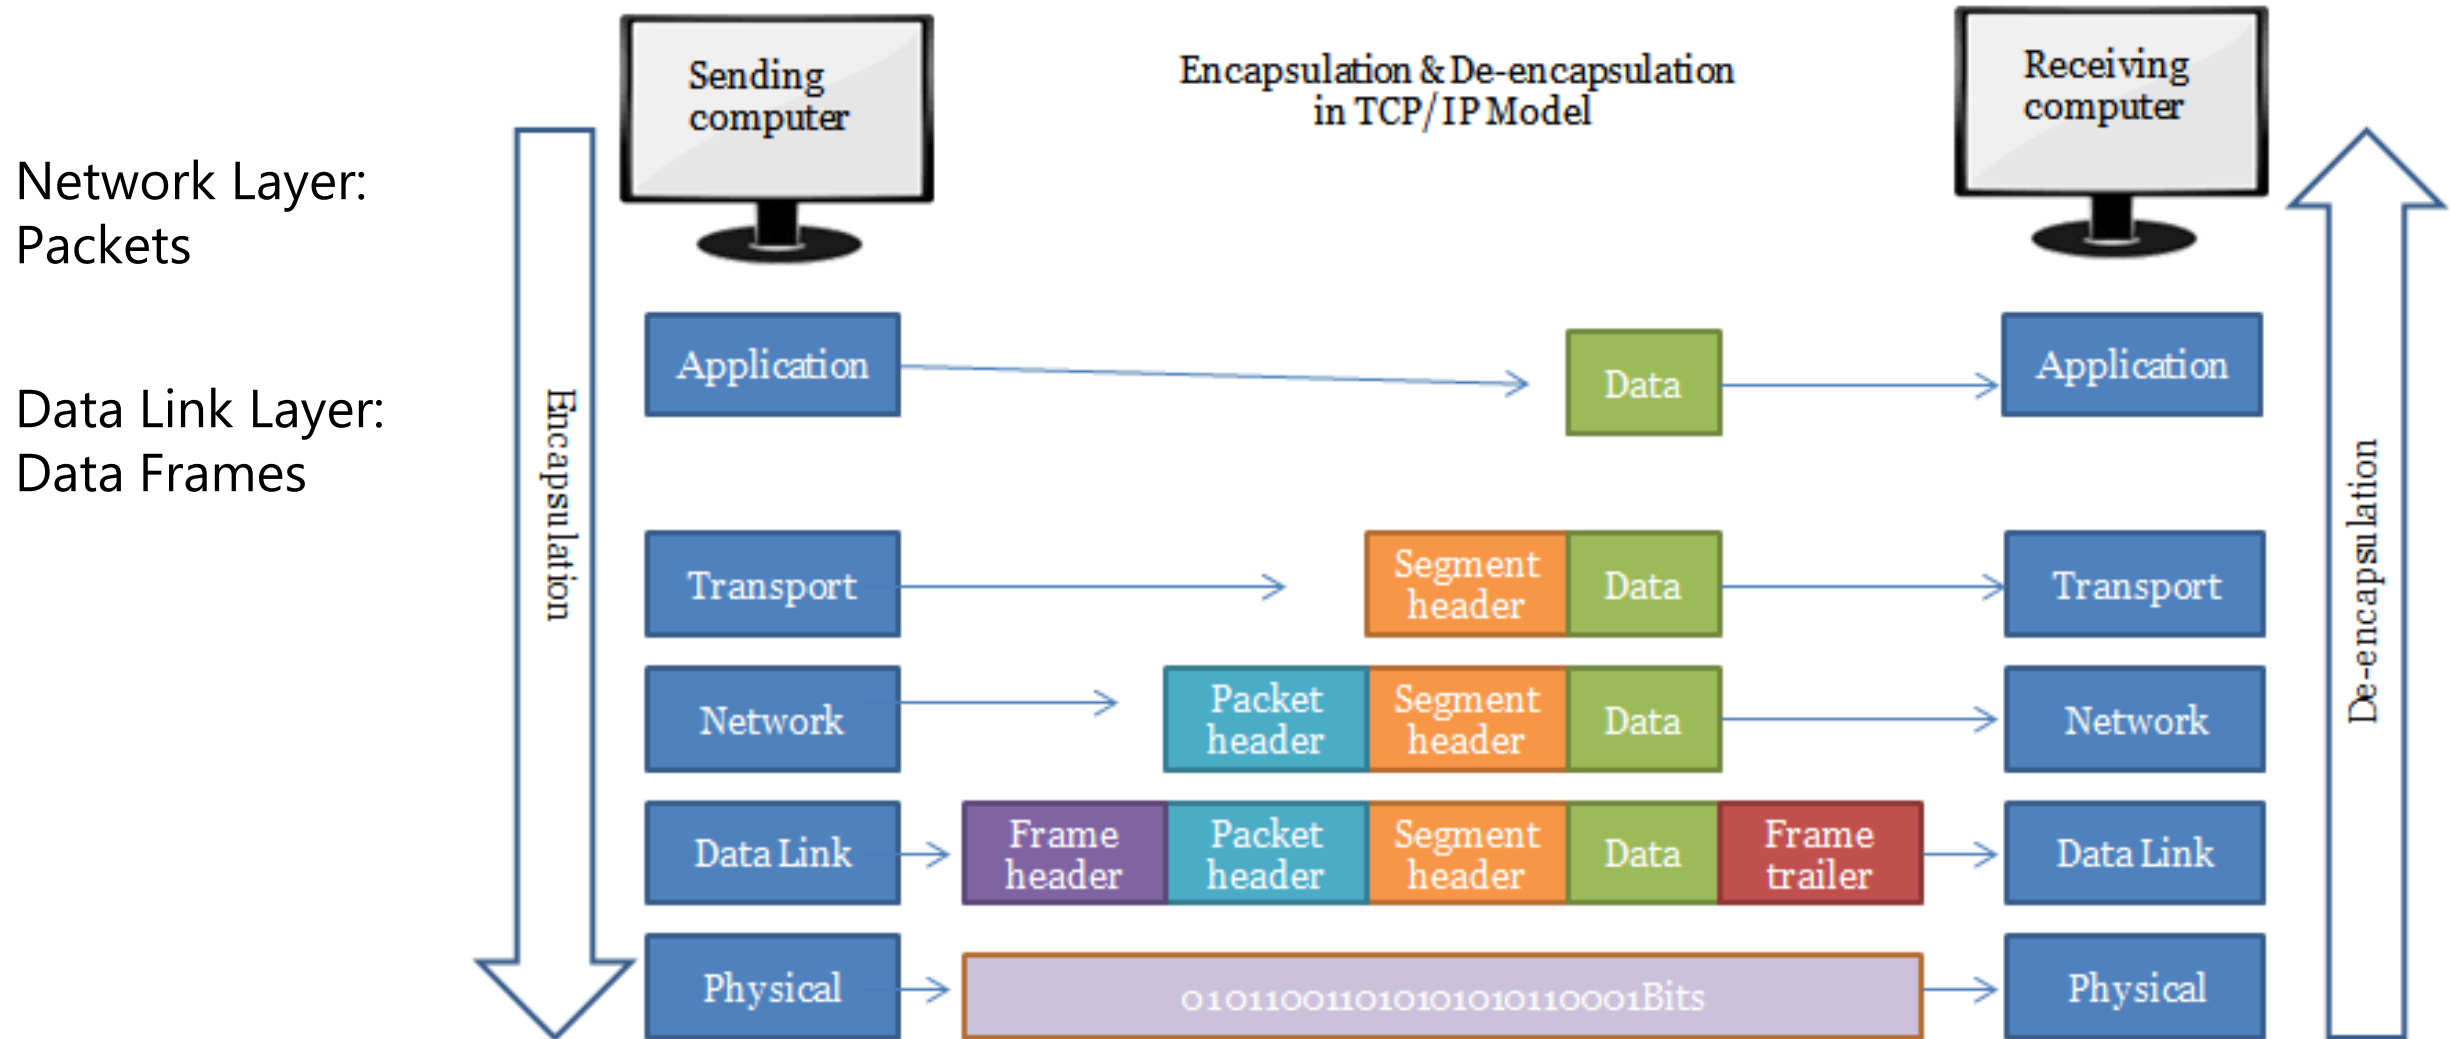 Sending
computer
Encapsulation & De-encapsulation
in TCP/IP Model
Receiving
computer
Network Layer:
Packets
Data Link Layer:
Data Frames
Encapsulation
De-encapsulation
Application
Data
Application
Transport
Segment
header
Data
Transport
Network
Packet
header
Segment
header
Data
Network
Data Link
Frame
header
Packet
header
Segment
header
Data
Frame
trailer
Data Link
Physical
0101100110101010101100​01Bits
Physical